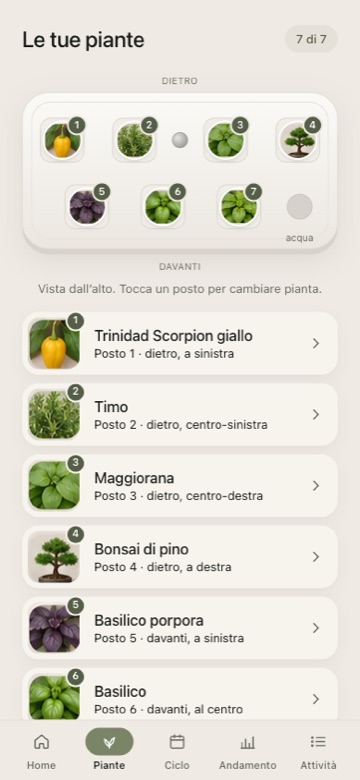 Le tue piante
7 di 7
DIETRO
1
2
3
4
5
6
7
acqua
DAVANTI
Vista dall'alto. Tocca un posto per cambiare pianta.
1
Trinidad Scorpion giallo
Posto 1 · dietro, a sinistra
2
Timo
Posto 2 · dietro, centro-sinistra
3
Maggiorana
Posto 3 · dietro, centro-destra
4
Bonsai di pino
Posto 4 · dietro, a destra
5
Basilico porpora
Posto 5 · davanti, a sinistra
6
Basilico
Posto 6 · davanti, al centro
Home
Piante
Ciclo
Andamento
Attività